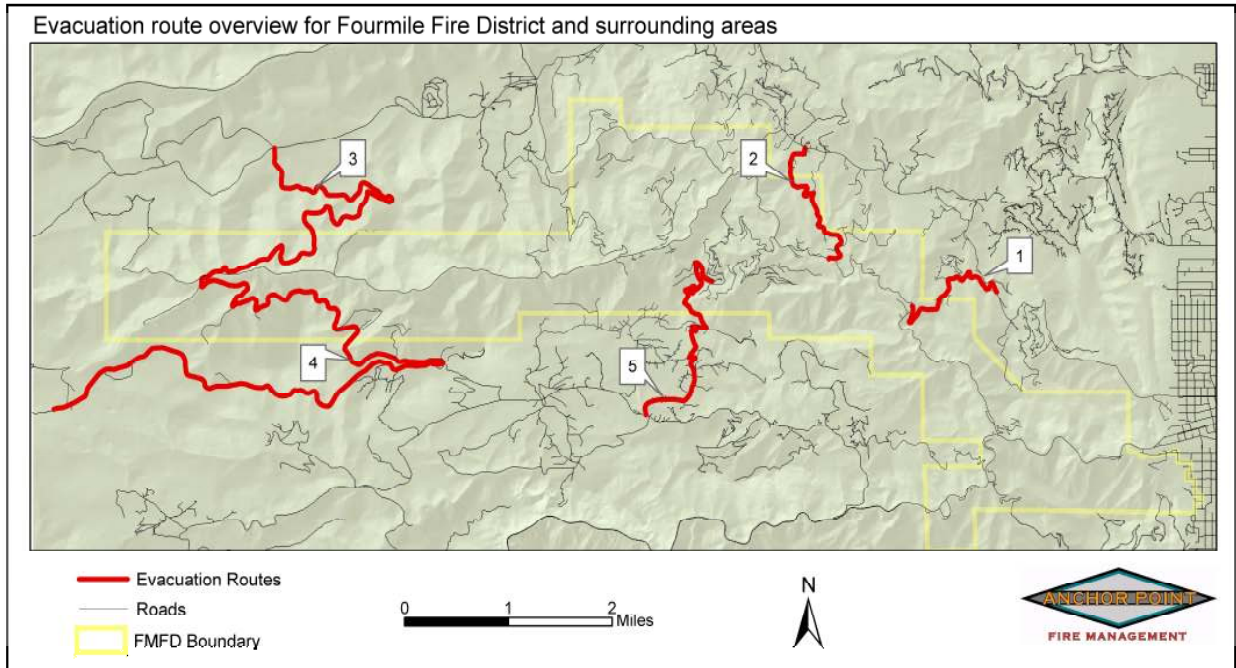 Evacuation route overview for Fourmile Fire District and surrounding areas
3
2
1
4
5
Evacuation Routes
Roads
FMFD Boundary
0 1 2
Miles
N
ANCHOR POINT
FIRE MANAGEMENT